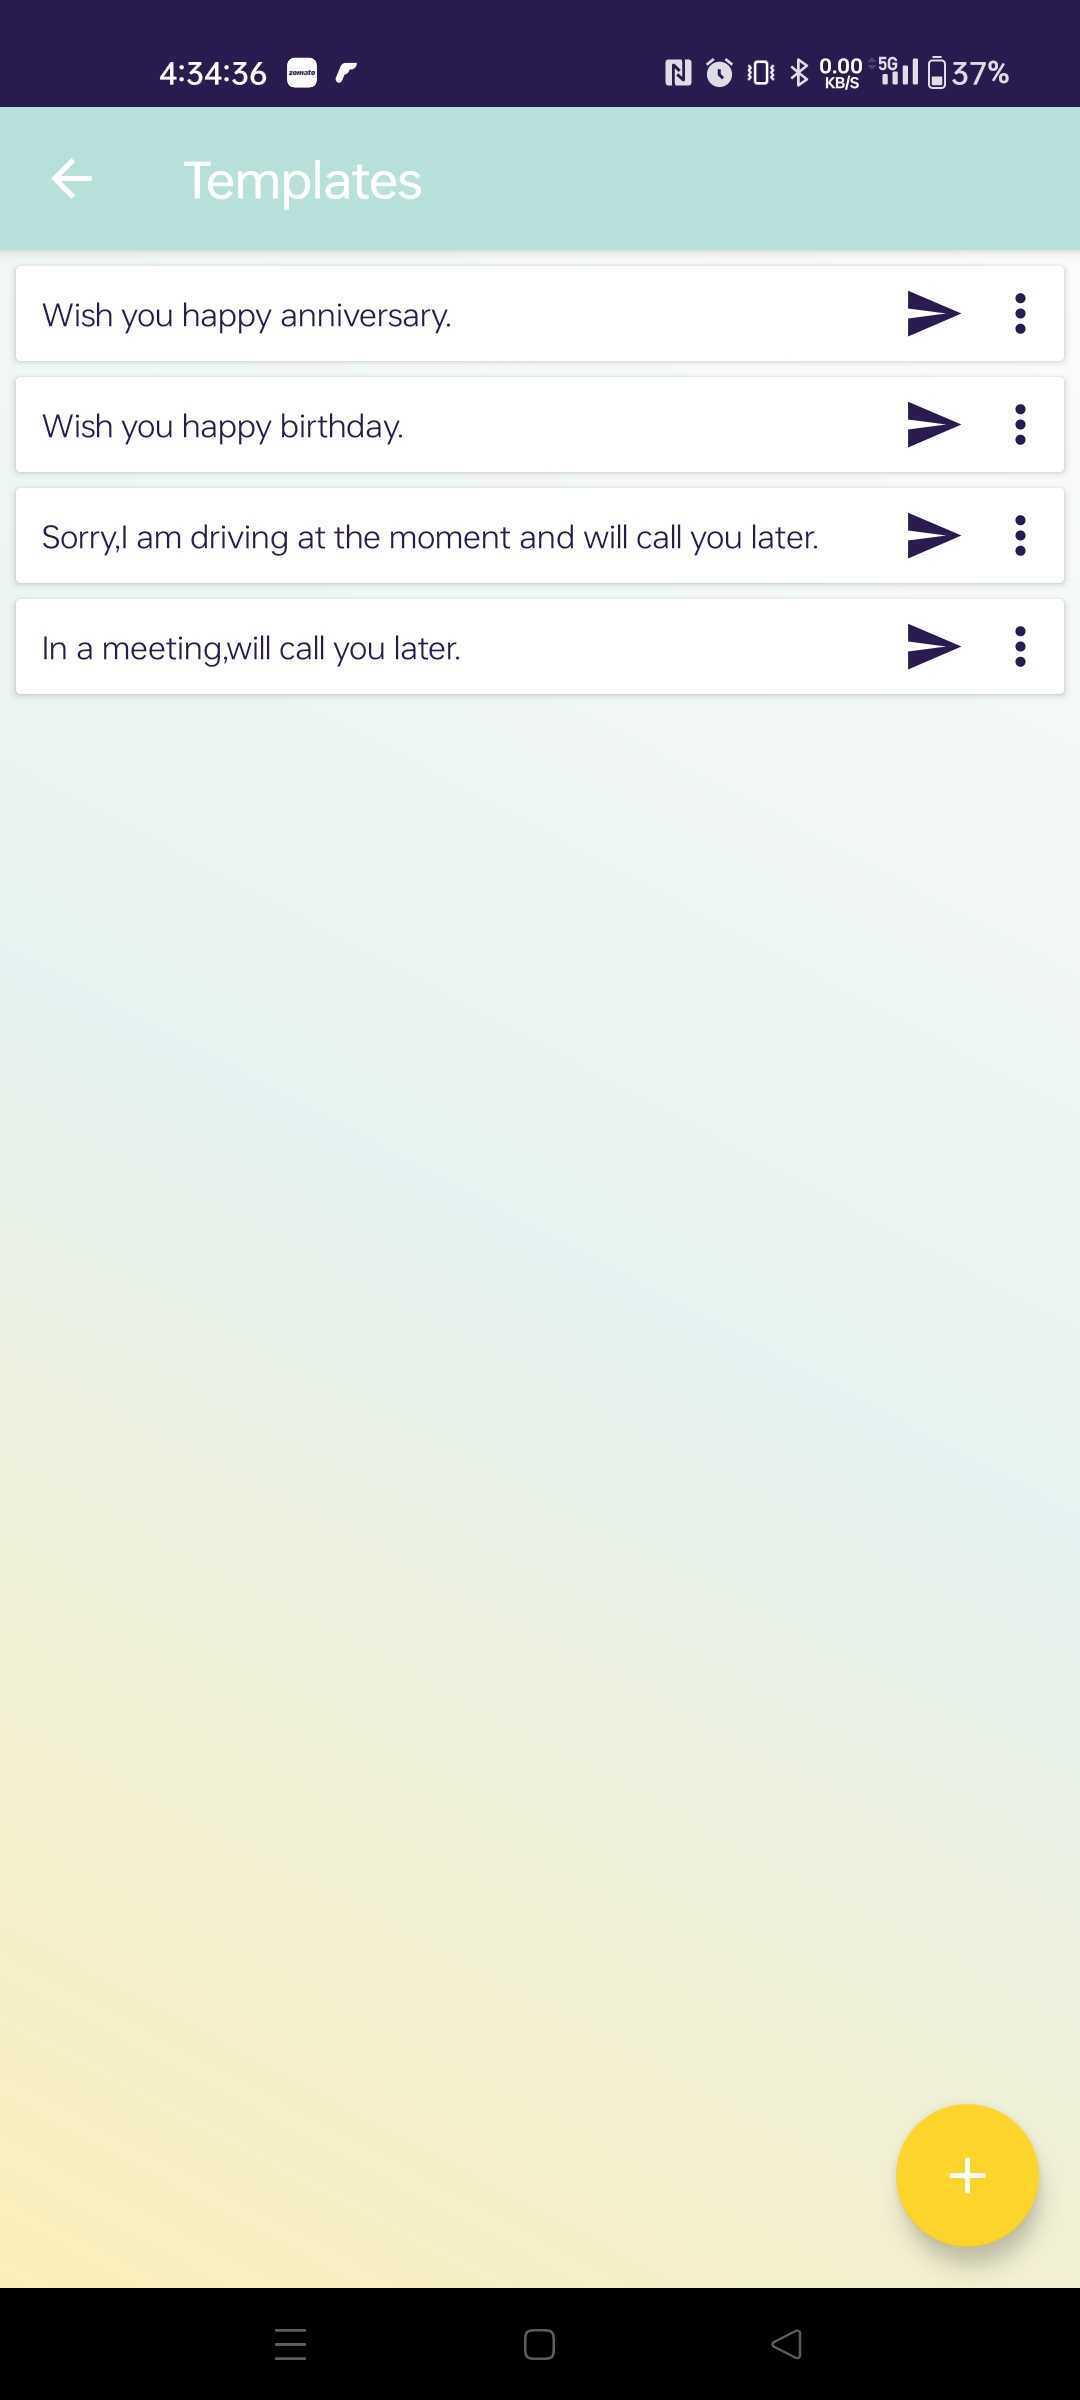 4:34:36 zomato 0.00 5G 37%
KB/S
Templates
Wish you happy anniversary.
Wish you happy birthday.
Sorry,I am driving at the moment and will call you later.
In a meeting,will call you later.